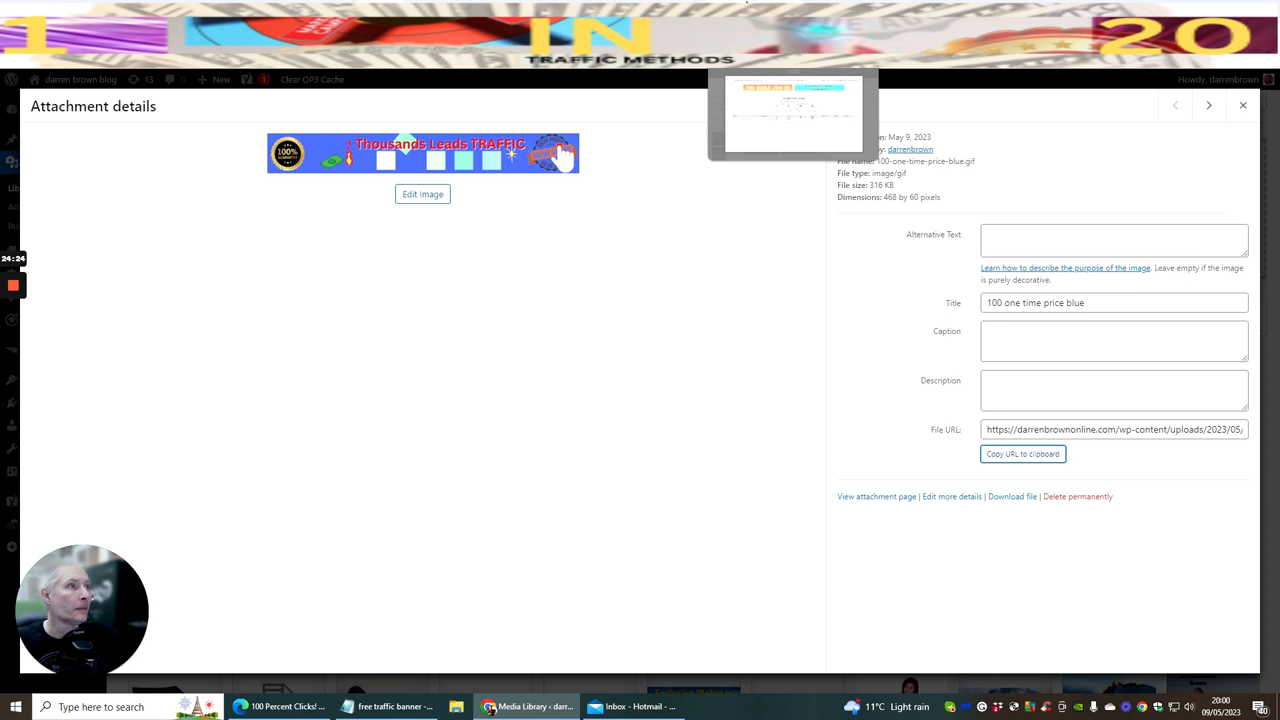 1 IN 20
TRAFFIC METHODS
darren brown blog
13
0
New
1
Clear OP3 Cache
Howdy, darrenbrown
Attachment details
May 9, 2023
darrenbrown
File name: 100-one-time-price-blue.gif
File type: image/gif
File size: 316 KB
Dimensions: 468 by 60 pixels
100%
Thousands Leads TRAFFIC
Edit Image
Alternative Text
Learn how to describe the purpose of the image. Leave empty if the image
is purely decorative.
Title
100 one time price blue
Caption
Description
File URL:
https://darrenbrownonline.com/wp-content/uploads/2023/05/
Copy URL to clipboard
View attachment page | Edit more details | Download file | Delete permanently
24:24
Type here to search
100 Percent Clicks! ...
free traffic banner -...
Media Library ‹ darr...
Inbox - Hotmail - ...
11°C Light rain
20:00
09/05/2023
40